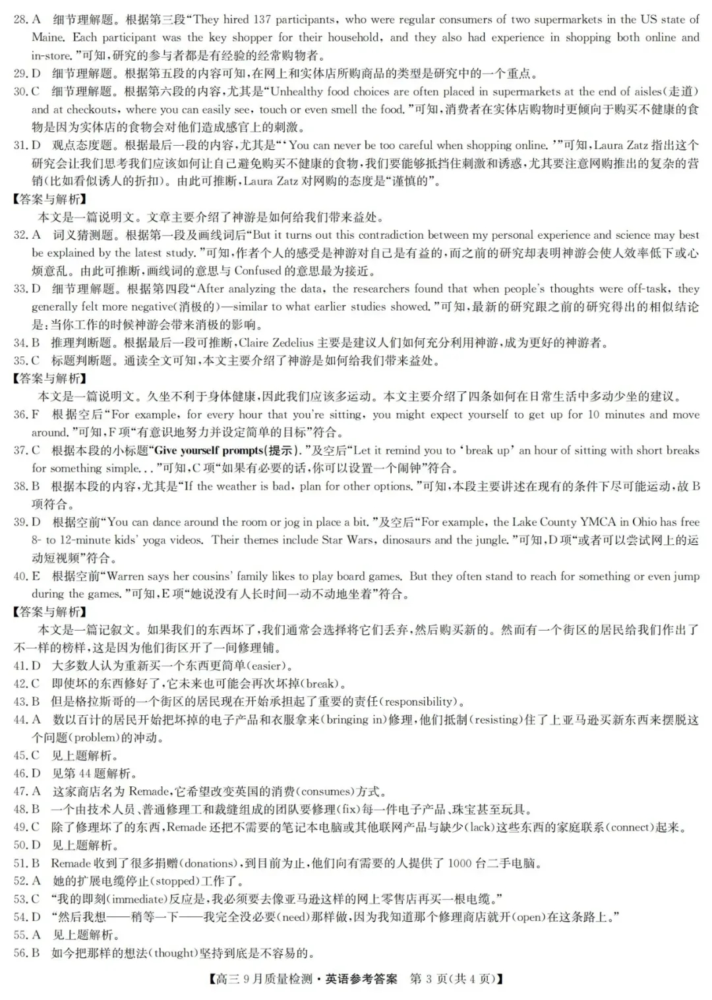 28. A　细节理解题。根据第三段“They hired 137 participants, who were regular consumers of two supermarkets in the US state of
Maine. Each participant was the key shopper for their household, and they also had experience in shopping both online and
in-store.”可知,研究的参与者都是有经验的经常购物者。
29. D　细节理解题。根据第五段的内容可知,在网上和实体店所购商品的类型是研究中的一个重点。
30. C　细节理解题。根据第六段的内容,尤其是“Unhealthy food choices are often placed in supermarkets at the end of aisles(走道)
and at checkouts, where you can easily see, touch or even smell the food.”可知,消费者在实体店购物时更倾向于购买不健康的食
物是因为实体店的食物会对他们造成感官上的刺激。
31. D　观点态度题。根据最后一段的内容,尤其是“‘You can never be too careful when shopping online.’”可知,Laura Zatz 指出这个
研究会让我们思考我们应该如何让自己避免购买不健康的食物,我们要能够抵挡住刺激和诱惑,尤其要注意网购推出的复杂的营
销(比如看似诱人的折扣)。由此可推断,Laura Zatz 对网购的态度是“谨慎的”。
【答案与解析】
本文是一篇说明文。文章主要介绍了神游是如何给我们带来益处。
32. A　词义猜测题。根据第一段及画线词后“But it turns out this contradiction between my personal experience and science may best
be explained by the latest study.”可知,作者个人的感受是神游对自己是有益的,而之前的研究却表明神游会使人效率低下或心
烦意乱。由此可推断,画线词的意思与 Confused 的意思最为接近。
33. D　细节理解题。根据第四段“After analyzing the data, the researchers found that when people's thoughts were off-task, they
generally felt more negative(消极的)—similar to what earlier studies showed.”可知,最新的研究跟之前的研究得出的相似结论
是:当你工作的时候神游会带来消极的影响。
34. B　推理判断题。根据最后一段可推断,Claire Zedelius 主要是建议人们如何充分利用神游,成为更好的神游者。
35. C　标题判断题。通读全文可知,本文主要介绍了神游是如何给我们带来益处。
【答案与解析】
本文是一篇说明文。久坐不利于身体健康,因此我们应该多运动。本文主要介绍了四条如何在日常生活中多动少坐的建议。
36. F　根据空后“For example, for every hour that you're sitting, you might expect yourself to get up for 10 minutes and move
around.”可知,F项“有意识地努力并设定简单的目标”符合。
37. C　根据本段的小标题“Give yourself prompts(提示).”及空后“Let it remind you to ‘break up’ an hour of sitting with short breaks
for something simple...”可知,C项“如果有必要的话,你可以设置一个闹钟”符合。
38. B　根据本段的内容,尤其是“If the weather is bad, plan for other options.”可知,本段主要讲述在现有的条件下尽可能运动,故 B
项符合。
39. D　根据空前“You can dance around the room or jog in place a bit.”及空后“For example, the Lake County YMCA in Ohio has free
8- to 12-minute kids' yoga videos. Their themes include Star Wars, dinosaurs and the jungle.”可知,D项“或者可以尝试网上的运
动短视频”符合。
40. E　根据空前“Warren says her cousins' family likes to play board games. But they often stand to reach for something or even jump
during the games.”可知,E项“她说没有人长时间一动不动地坐着”符合。
【答案与解析】
本文是一篇记叙文。如果我们的东西坏了,我们通常会选择将它们丢弃,然后购买新的。然而有一个街区的居民给我们作出了
不一样的榜样,这是因为他们街区开了一间修理铺。
41. D　大多数人认为重新买一个东西更简单(easier)。
42. C　即使坏的东西修好了,它未来也可能会再次坏掉(break)。
43. B　但是格拉斯哥的一个街区的居民现在开始承担起了重要的责任(responsibility)。
44. A　数以百计的居民开始把坏掉的电子产品和衣服拿来(bringing in)修理,他们抵制(resisting)住了上亚马逊买新东西来摆脱这
个问题(problem)的冲动。
45. C　见上题解析。
46. D　见第 44 题解析。
47. A　这家商店名为 Remade,它希望改变英国的消费(consumes)方式。
48. B　一个由技术人员、普通修理工和裁缝组成的团队要修理(fix)每一件电子产品、珠宝甚至玩具。
49. C　除了修理坏了的东西,Remade 还把不需要的笔记本电脑或其他联网产品与缺少(lack)这些东西的家庭联系(connect)起来。
50. D　见上题解析。
51. B　Remade 收到了很多捐赠(donations),到目前为止,他们向有需要的人提供了 1000 台二手电脑。
52. A　她的扩展电缆停止(stopped)工作了。
53. C　“我的即刻(immediate)反应是,我必须要去像亚马逊这样的网上零售店再买一根电缆。”
54. D　“然后我想——稍等一下——我完全没必要(need)那样做,因为我知道那个修理商店就开(open)在这条路上。”
55. A　见上题解析。
56. B　如今把那样的想法(thought)坚持到底是不容易的。
【高三9月质量检测·英语参考答案　第 3 页(共 4 页)】